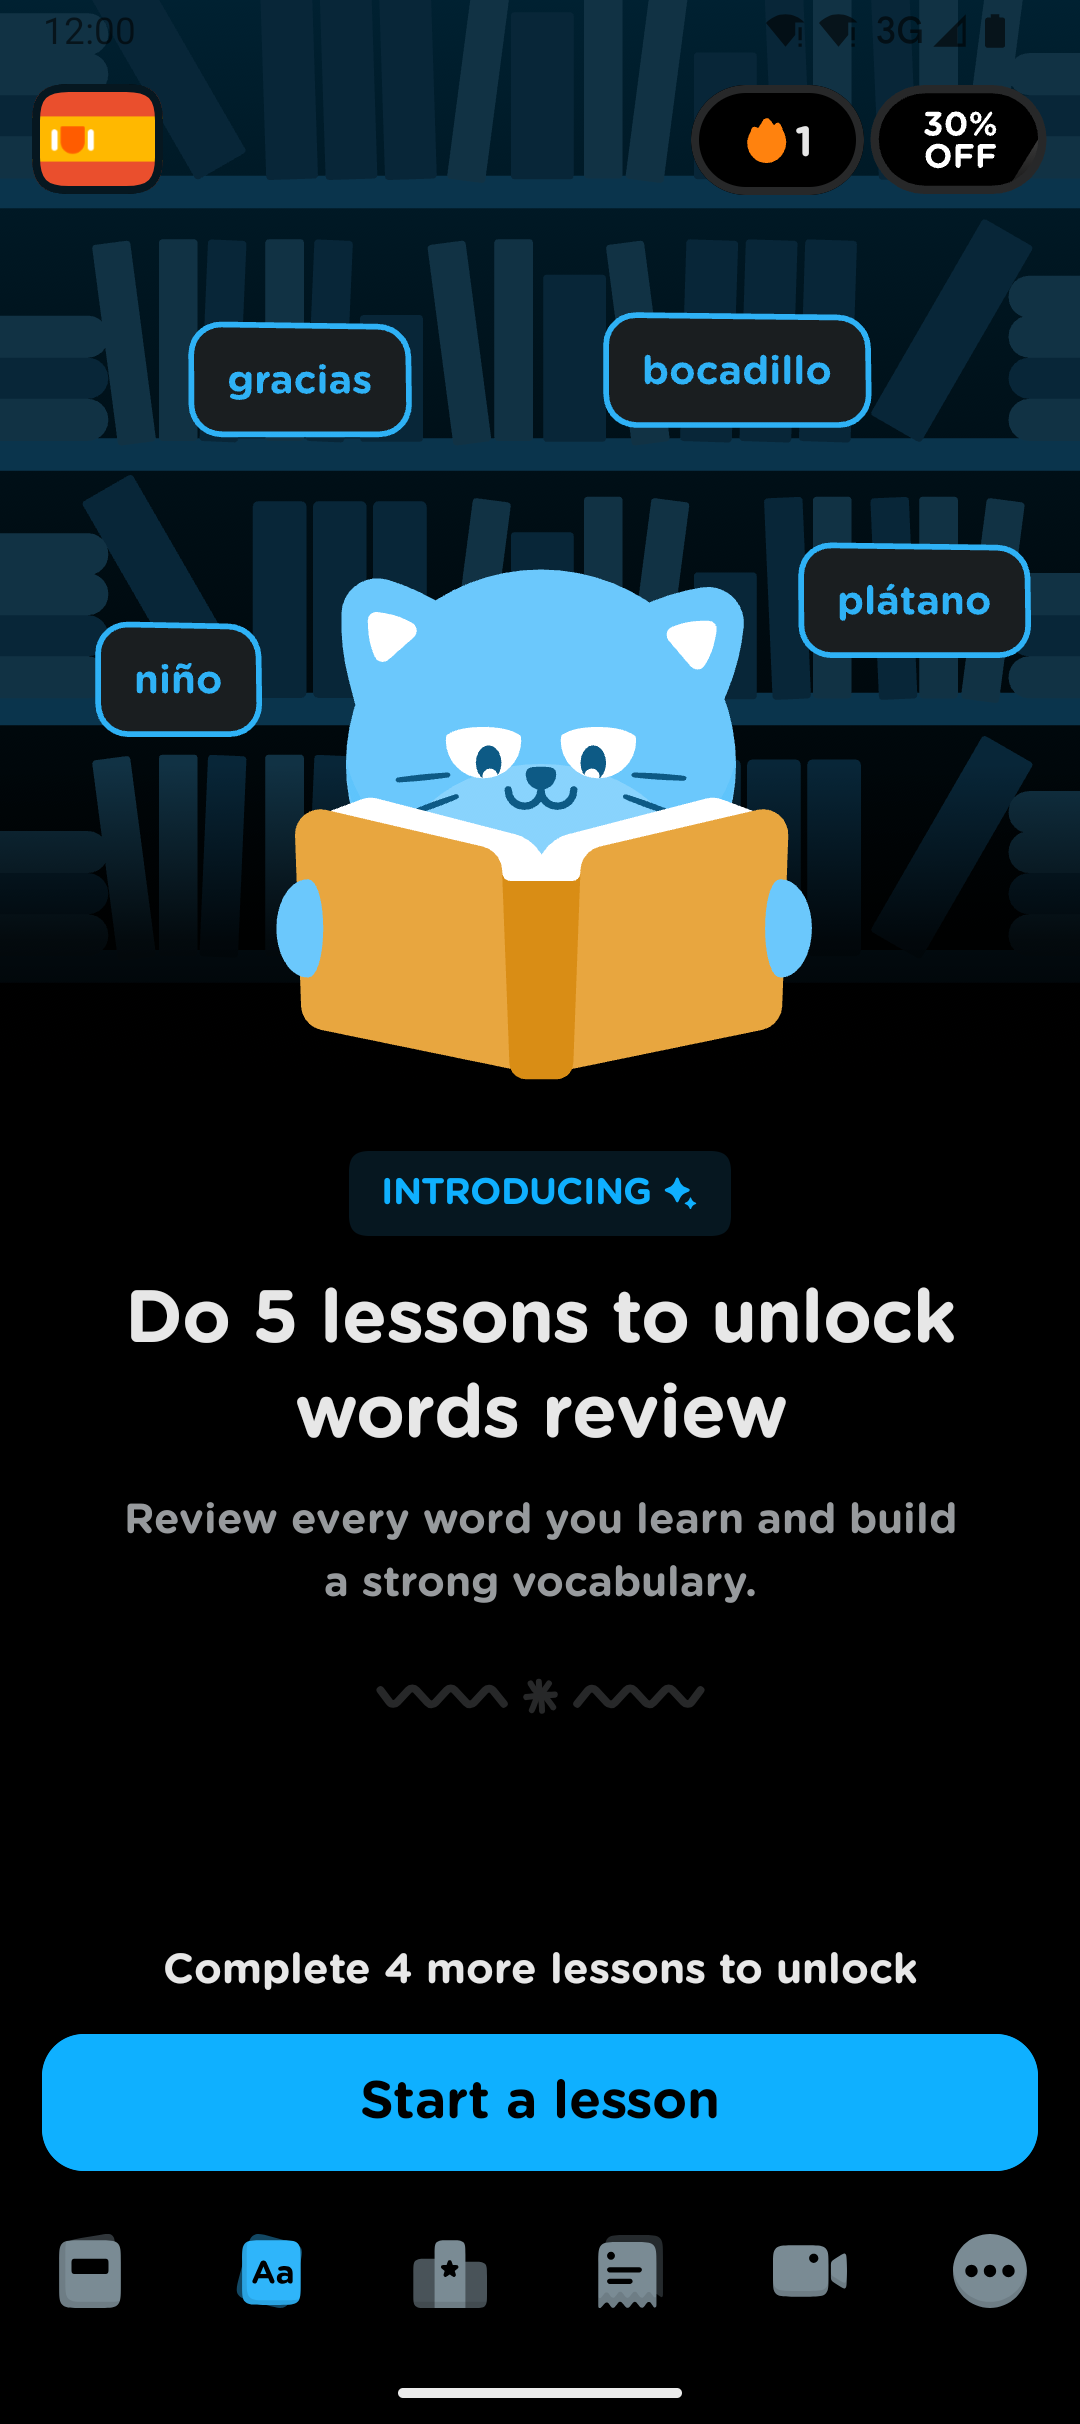 12:00
3G
1
30%
OFF
gracias
bocadillo
plátano
niño
INTRODUCING
Do 5 lessons to unlock
words review
Review every word you learn and build
a strong vocabulary.
Complete 4 more lessons to unlock
Start a lesson
Aa